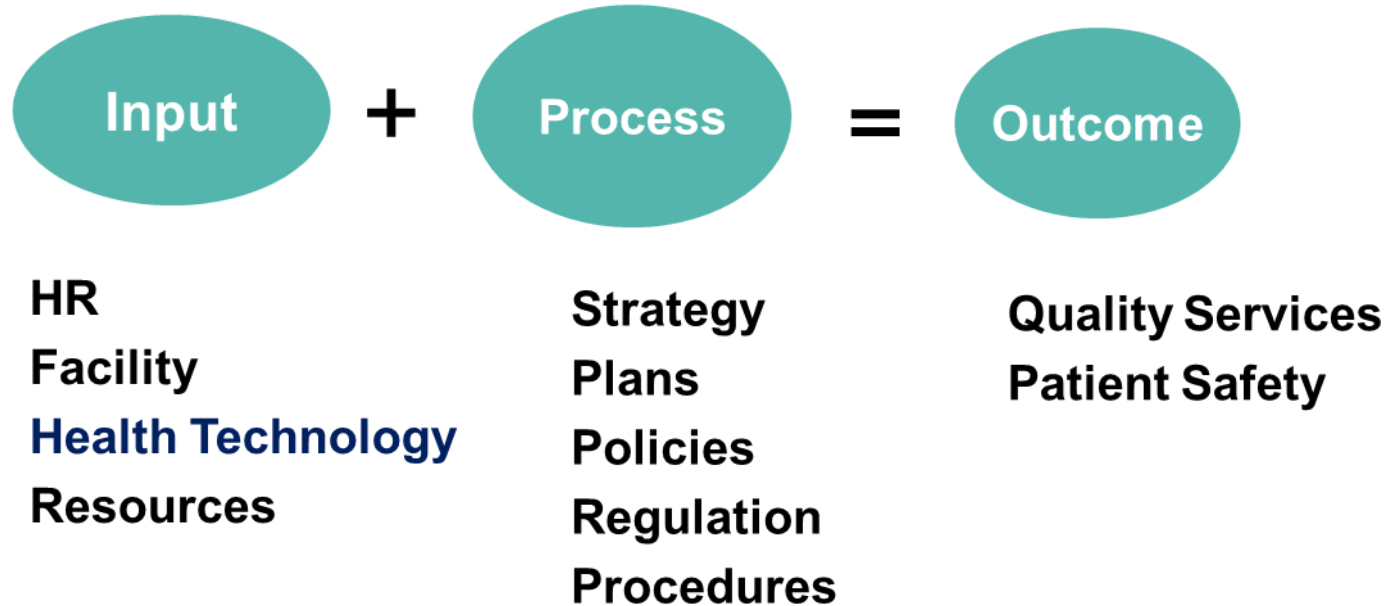 Input + Process = Outcome
HR
Facility
Health Technology
Resources
Strategy
Plans
Policies
Regulation
Procedures
Quality Services
Patient Safety